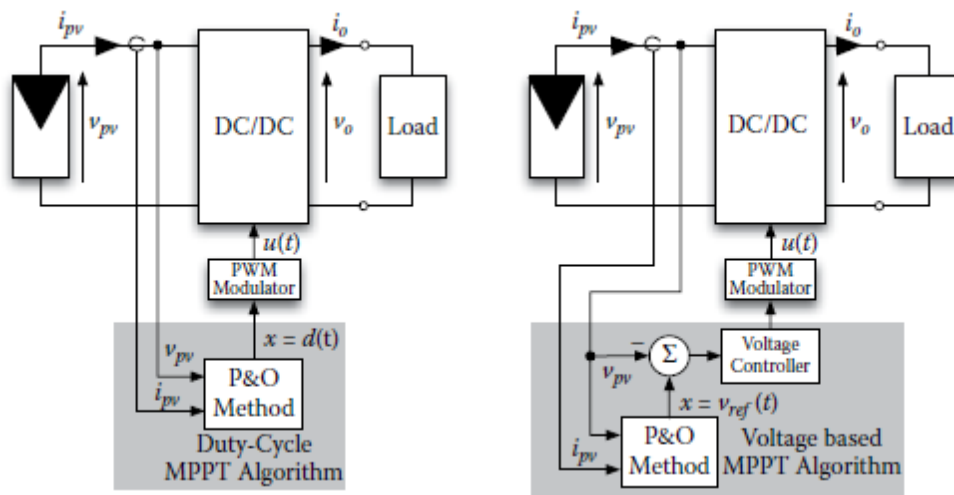 i_pv
i_o
v_pv
DC/DC
v_o
Load
u(t)
PWM
Modulator
x = d(t)
v_pv
i_pv
P&O
Method
Duty-Cycle
MPPT Algorithm
i_pv
i_o
v_pv
DC/DC
v_o
Load
u(t)
PWM
Modulator
−
Σ
v_pv
Voltage
Controller
x = v_ref (t)
i_pv
P&O
Method
Voltage based
MPPT Algorithm